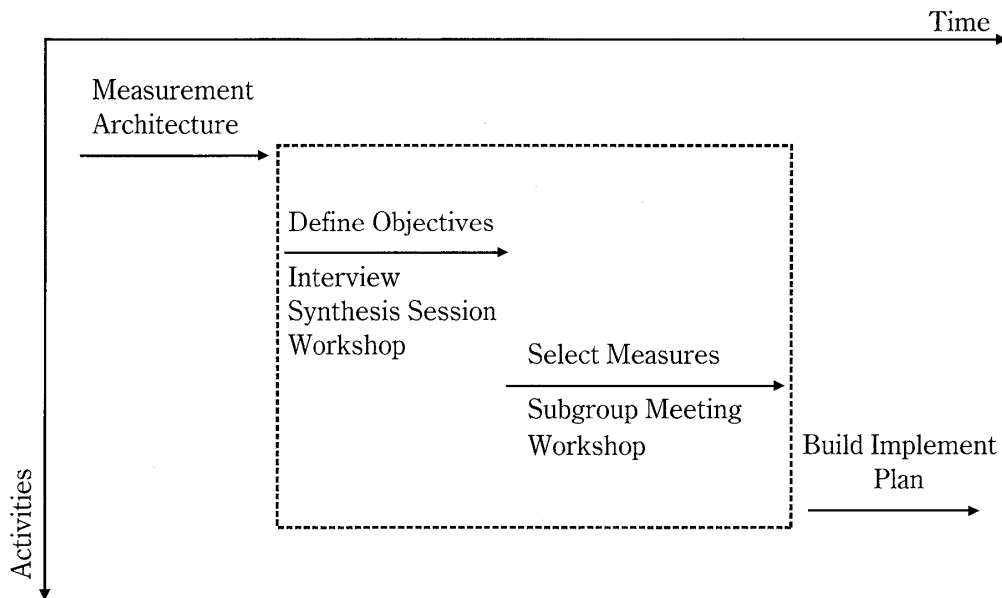 Time
Measurement
Architecture
Define Objectives
Interview
Synthesis Session
Workshop
Select Measures
Subgroup Meeting
Workshop
Build Implement
Plan
Activities